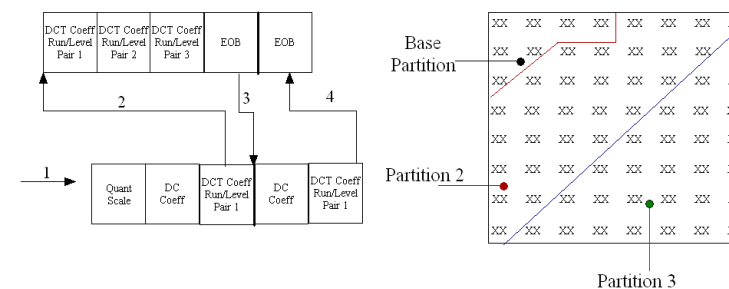 DCT Coeff Run/Level Pair 1
DCT Coeff Run/Level Pair 2
DCT Coeff Run/Level Pair 3
EOB
EOB
2
3
4
1
Quant Scale
DC Coeff
DCT Coeff Run/Level Pair 1
DC Coeff
DCT Coeff Run/Level Pair 1
XX XX XX XX XX XX XX
XX XX XX XX XX XX XX
XX XX XX XX XX XX XX
XX XX XX XX XX XX XX
XX XX XX XX XX XX XX
XX XX XX XX XX XX XX
XX XX XX XX XX XX XX
XX XX XX XX XX XX XX
Base Partition
Partition 2
Partition 3